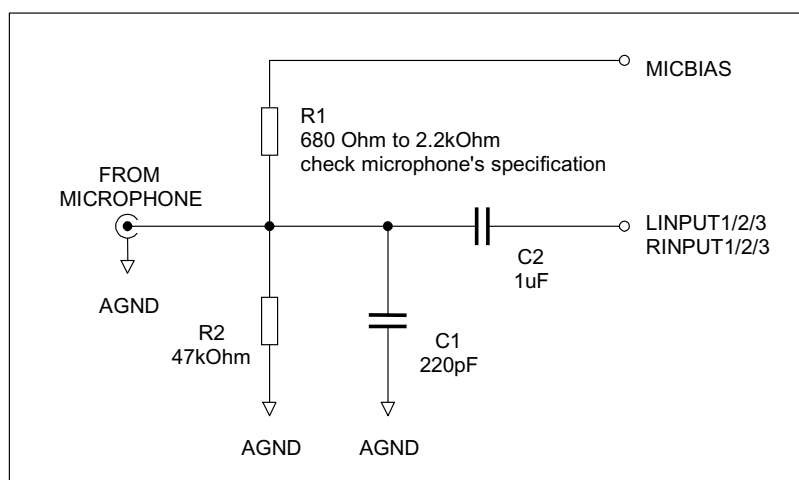 MICBIAS
R1
680 Ohm to 2.2kOhm
check microphone's specification
FROM
MICROPHONE
LINPUT1/2/3
RINPUT1/2/3
C2
1uF
AGND
R2
47kOhm
C1
220pF
AGND
AGND